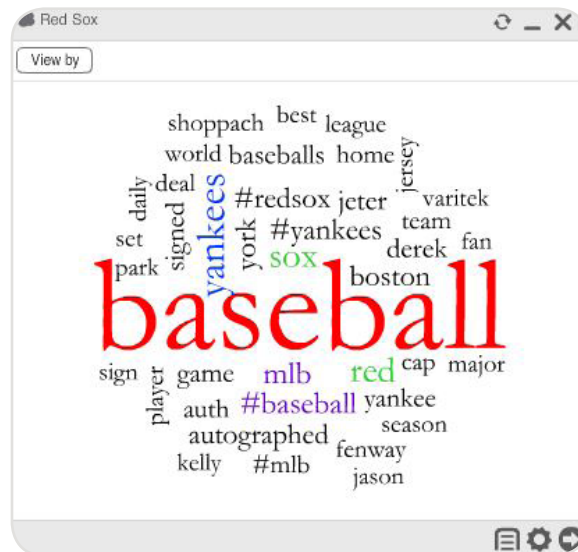 Red Sox
View by
shoppach best league
world baseballs home jersey
daily deal yankees #redsox jeter varitek
set signed york #yankees team
park sox derek fan
boston
baseball
sign player game mlb red cap major
auth #baseball yankee
autographed season
kelly #mlb fenway
jason